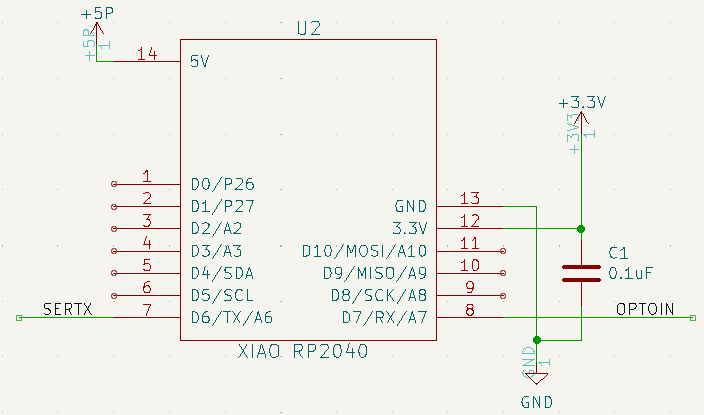 +5P
+5P
1
U2
14
5V
+3.3V
+3V3
1
1
D0/P26
2
D1/P27
GND
13
3
D2/A2
3.3V
12
4
D3/A3
D10/MOSI/A10
11
C1
5
D4/SDA
D9/MISO/A9
10
0.1uF
6
D5/SCL
D8/SCK/A8
9
SERTX
7
D6/TX/A6
D7/RX/A7
8
OPTOIN
XIAO RP2040
GND
1
GND